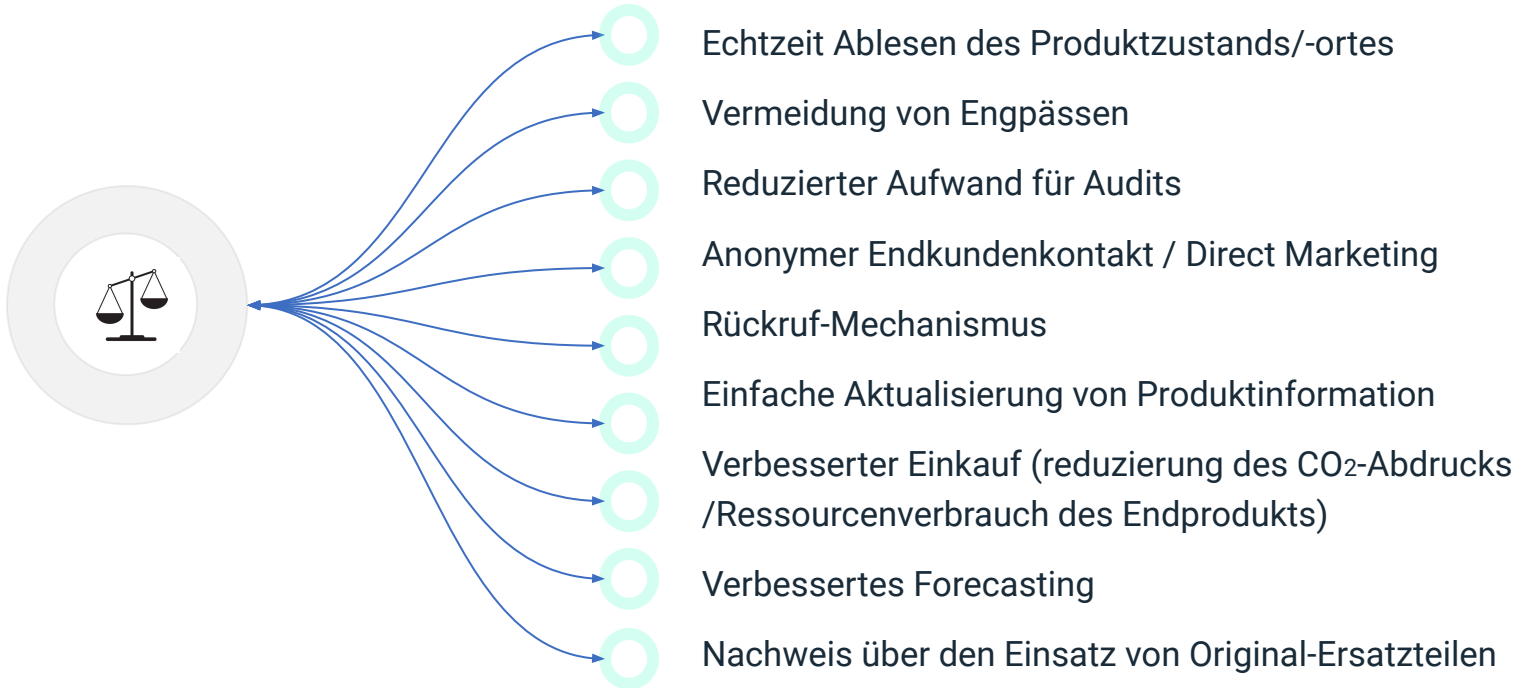 Echtzeit Ablesen des Produktzustands/-ortes
Vermeidung von Engpässen
Reduzierter Aufwand für Audits
Anonymer Endkundenkontakt / Direct Marketing
Rückruf-Mechanismus
Einfache Aktualisierung von Produktinformation
Verbesserter Einkauf (reduzierung des CO2-Abdrucks
/Ressourcenverbrauch des Endprodukts)
Verbessertes Forecasting
Nachweis über den Einsatz von Original-Ersatzteilen